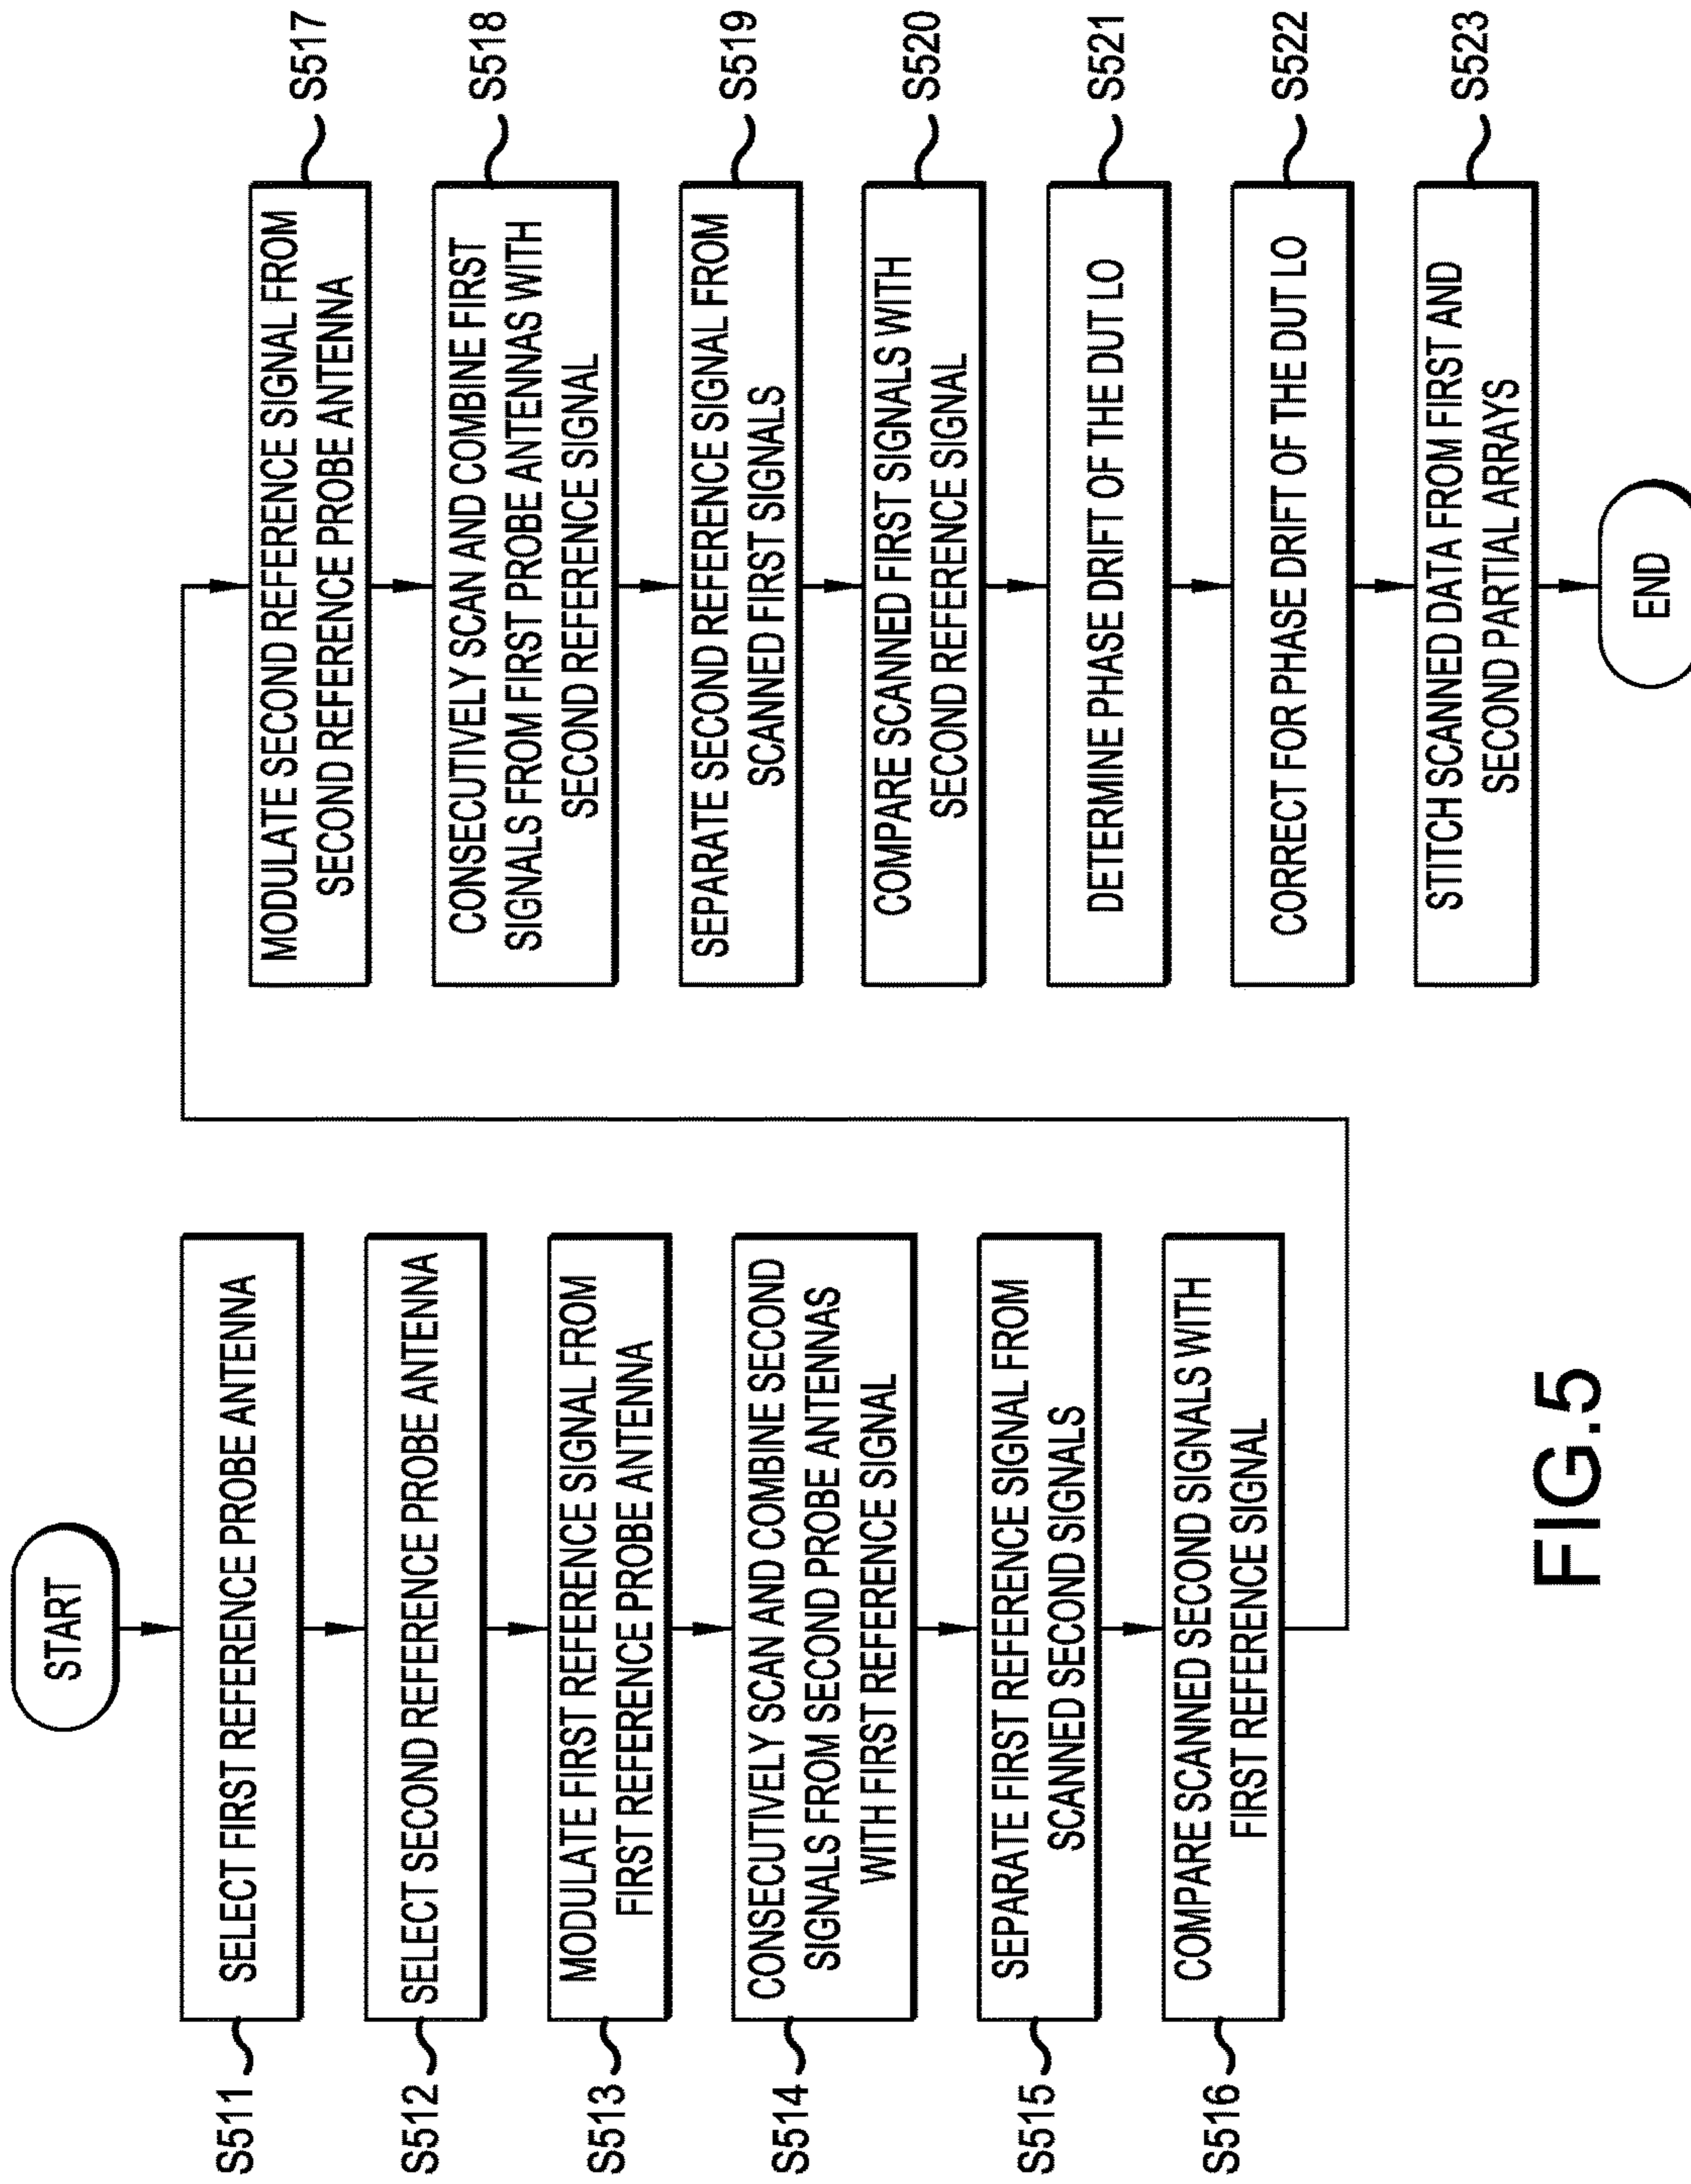 START
S511
SELECT FIRST REFERENCE PROBE ANTENNA
S512
SELECT SECOND REFERENCE PROBE ANTENNA
S513
MODULATE FIRST REFERENCE SIGNAL FROM
FIRST REFERENCE PROBE ANTENNA
S514
CONSECUTIVELY SCAN AND COMBINE SECOND
SIGNALS FROM SECOND PROBE ANTENNAS
WITH FIRST REFERENCE SIGNAL
S515
SEPARATE FIRST REFERENCE SIGNAL FROM
SCANNED SECOND SIGNALS
S516
COMPARE SCANNED SECOND SIGNALS WITH
FIRST REFERENCE SIGNAL
MODULATE SECOND REFERENCE SIGNAL FROM
SECOND REFERENCE PROBE ANTENNA
S517
CONSECUTIVELY SCAN AND COMBINE FIRST
SIGNALS FROM FIRST PROBE ANTENNAS WITH
SECOND REFERENCE SIGNAL
S518
SEPARATE SECOND REFERENCE SIGNAL FROM
SCANNED FIRST SIGNALS
S519
COMPARE SCANNED FIRST SIGNALS WITH
SECOND REFERENCE SIGNAL
S520
DETERMINE PHASE DRIFT OF THE DUT LO
S521
CORRECT FOR PHASE DRIFT OF THE DUT LO
S522
STITCH SCANNED DATA FROM FIRST AND
SECOND PARTIAL ARRAYS
S523
END
FIG.5